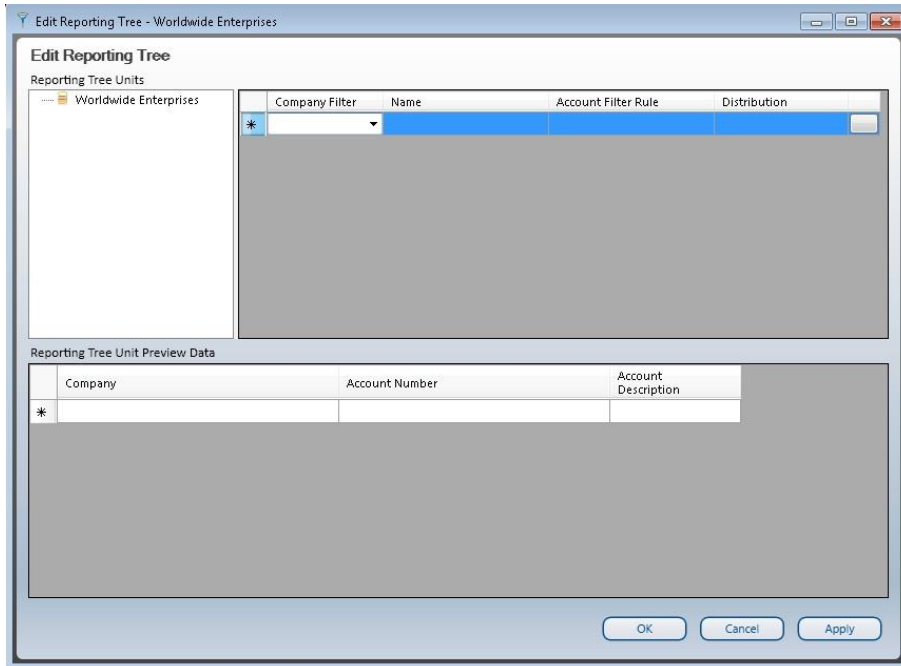 Edit Reporting Tree - Worldwide Enterprises
Edit Reporting Tree
Reporting Tree Units
Worldwide Enterprises
Company Filter Name Account Filter Rule Distribution
*
Reporting Tree Unit Preview Data
Company Account Number Account Description
*
OK Cancel Apply